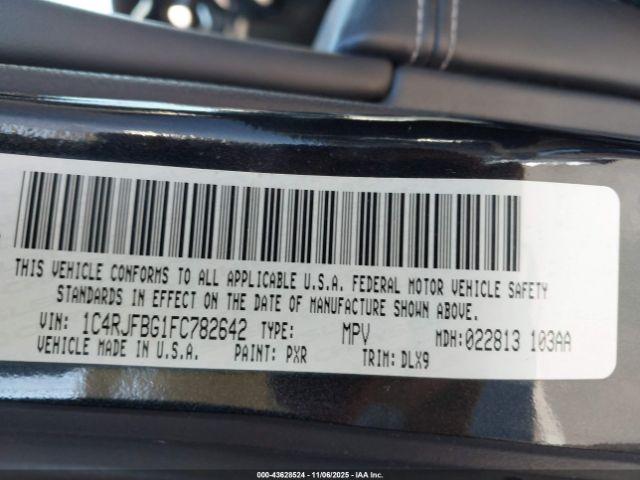 THIS VEHICLE CONFORMS TO ALL APPLICABLE U.S.A. FEDERAL MOTOR VEHICLE SAFETY
STANDARDS IN EFFECT ON THE DATE OF MANUFACTURE SHOWN ABOVE.
VIN: 1C4RJFBG1FC782642 TYPE: MPV MDH:022813 103AA
VEHICLE MADE IN U.S.A. PAINT: PXR TRIM: DLX9
000-43628524 - 11/06/2025 - IAA Inc.